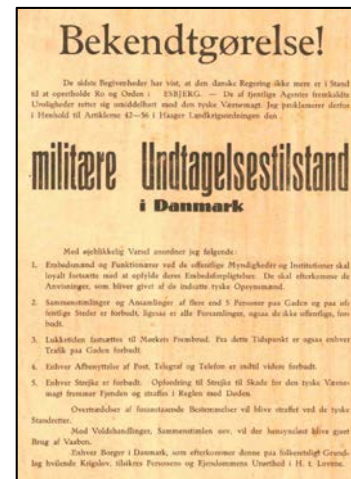 Bekendtgørelse!
De sidste Begivenheder har vist, at den danske Regering ikke mere er i Stand
til at opretholde Ro og Orden i ESBJERG. — De af fjentlige Agenter fremkaldte
Uroligheder retter sig umiddelbart mod den tyske Værnemagt. Jeg proklamerer derfor
i Henhold til Artiklerne 42—56 i Haager Landkrigsordningen den
militære Undtagelsestilstand
i Danmark
Med øjeblikkelig Varsel anordner jeg følgende:
1. Embedsmænd og Funktionærer ved de offentlige Myndigheder og Institutioner skal
loyalt fortsætte med at opfylde deres Embedsforpligtelser. De skal efterkomme de
Anvisninger, som bliver givet af de indsatte tyske Opsynsmænd.
2. Sammenstimlinger og Ansamlinger af flere end 5 Personer paa Gaden og paa of-
fentlige Steder er forbudt, ligesaa er alle Forsamlinger, ogsaa de ikke offentlige, for-
budt.
3. Lukketiden fastsættes til Mørkets Frembrud. Fra dette Tidspunkt er ogsaa enhver
Trafik paa Gaden forbudt.
4. Enhver Afbenyttelse af Post, Telegraf og Telefon er indtil videre forbudt.
5. Enhver Strejke er forbudt. Opfordring til Strejke til Skade for den tyske Værne-
magt fremmer Fjenden og straffes i Reglen med Døden.
Overtrædelser af foranstaaende Bestemmelser vil blive straffet ved de tyske
Standretter.
Mod Voldshandlinger, Sammenstimlen osv. vil der hensynsløst blive gjort
Brug af Vaaben.
Enhver Borger i Danmark, som efterkommer denne paa folkeretsligt Grund-
lag hvilende Krigslov, tilsikres Personens og Ejendommens Urørthed i H. t. Lovene.